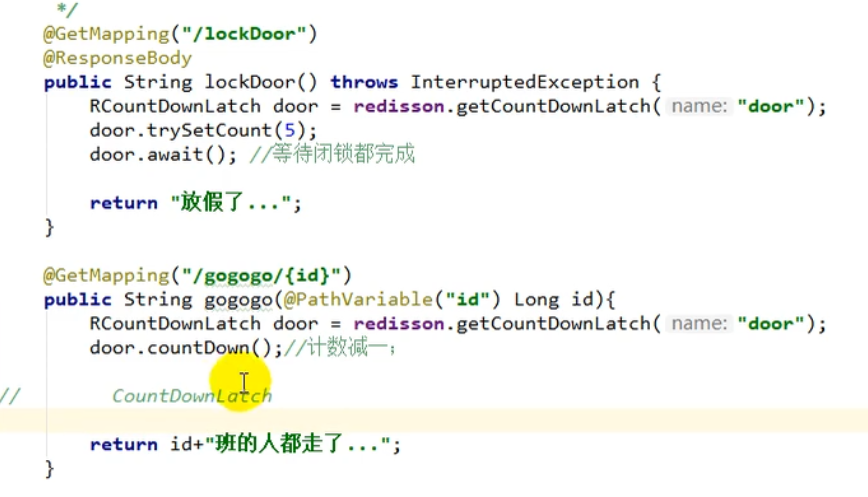 */
@GetMapping("/lockDoor")
@ResponseBody
public String lockDoor() throws InterruptedException {
RCountDownLatch door = redisson.getCountDownLatch( name: "door");
door.trySetCount(5);
door.await(); //等待闭锁都完成
return "放假了...";
}
@GetMapping("/gogogo/{id}")
public String gogogo(@PathVariable("id") Long id){
RCountDownLatch door = redisson.getCountDownLatch( name: "door");
door.countDown();//计数减一；
// CountDownLatch
return id+"班的人都走了...";
}